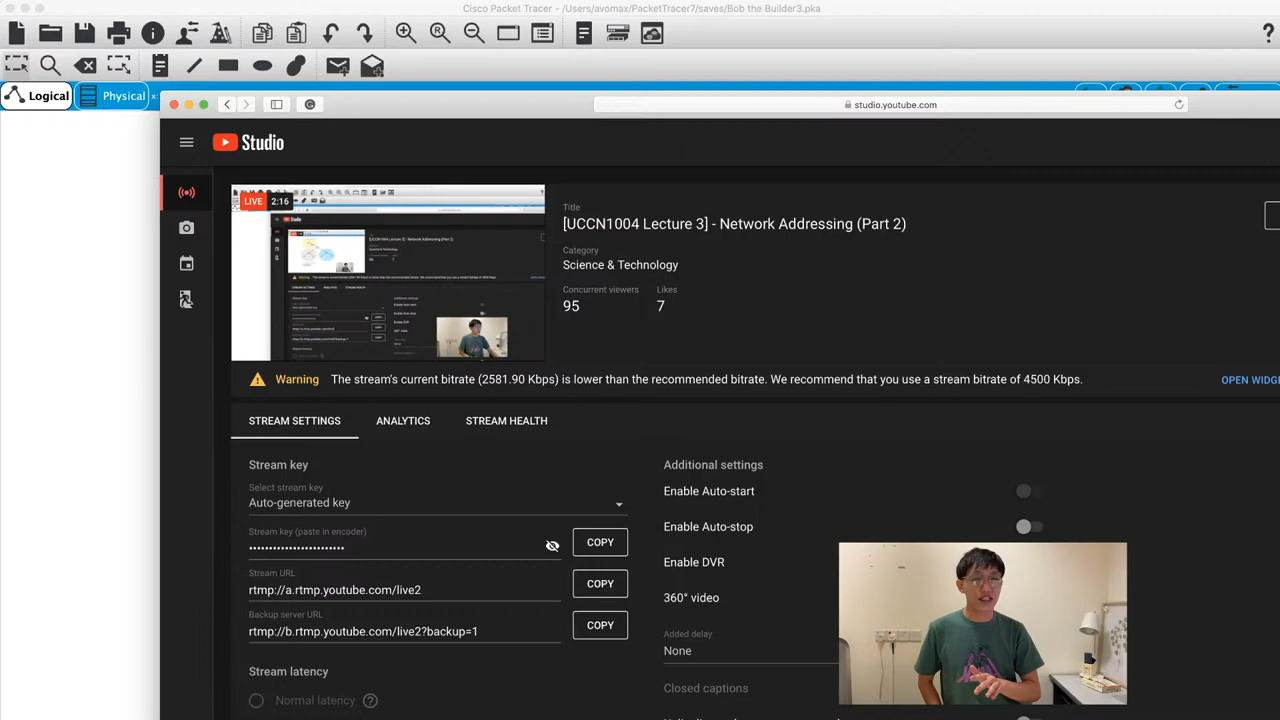 Cisco Packet Tracer - /Users/avomax/PacketTracer7/saves/Bob the Builder3.pka
Logical
Physical
studio.youtube.com
Studio
LIVE 2:16
Title
[UCCN1004 Lecture 3] - Network Addressing (Part 2)
Category
Science & Technology
Concurrent viewers
Likes
95
7
Warning The stream's current bitrate (2581.90 Kbps) is lower than the recommended bitrate. We recommend that you use a stream bitrate of 4500 Kbps.
OPEN WIDG
STREAM SETTINGS
ANALYTICS
STREAM HEALTH
Stream key
Select stream key
Auto-generated key
Stream key (paste in encoder)
••••••••••••••••••••••••
COPY
Stream URL
rtmp://a.rtmp.youtube.com/live2
COPY
Backup server URL
rtmp://b.rtmp.youtube.com/live2?backup=1
COPY
Stream latency
Normal latency
Additional settings
Enable Auto-start
Enable Auto-stop
Enable DVR
360° video
Added delay
None
Closed captions